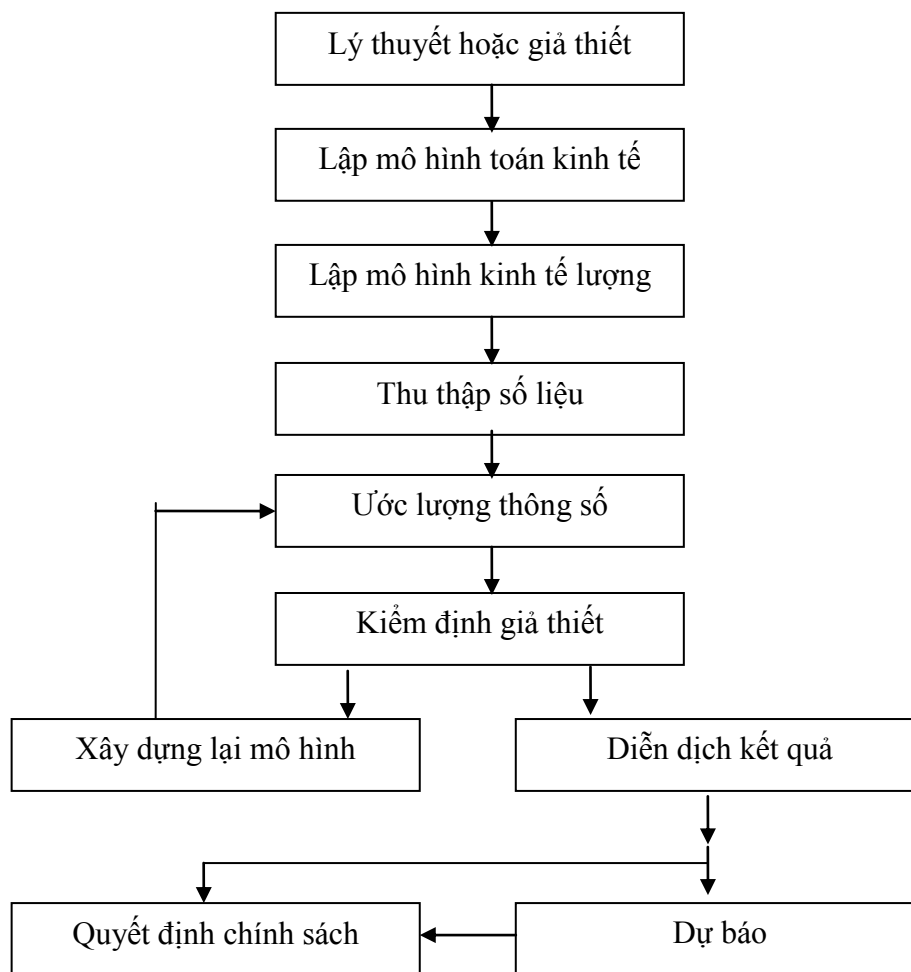 Lý thuyết hoặc giả thiết
Lập mô hình toán kinh tế
Lập mô hình kinh tế lượng
Thu thập số liệu
Ước lượng thông số
Kiểm định giả thiết
Xây dựng lại mô hình
Diễn dịch kết quả
Quyết định chính sách
Dự báo